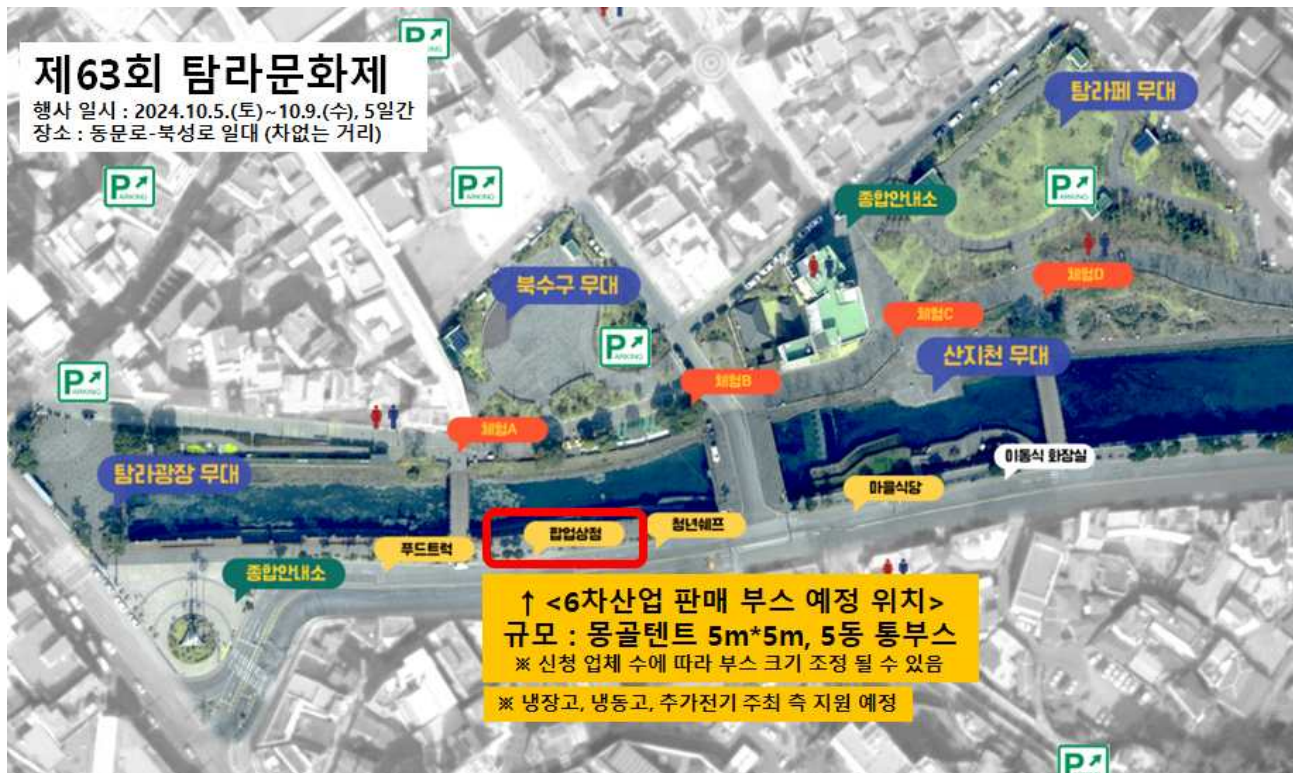 제63회 탐라문화제
행사 일시 : 2024.10.5.(토)~10.9.(수), 5일간
장소 : 동문로-북성로 일대 (차없는 거리)
P
ARKING
탐라페 무대
P
ARKING
P
ARKING
P
ARKING
종합안내소
북수구 무대
체험D
체험C
P
ARKING
산지천 무대
P
ARKING
체험B
체험A
이동식 화장실
탐라광장 무대
마을식당
청년쉐프
팝업상점
푸드트럭
종합안내소
↑ <6차산업 판매 부스 예정 위치>
규모 : 몽골텐트 5m*5m, 5동 통부스
※ 신청 업체 수에 따라 부스 크기 조정 될 수 있음
※ 냉장고, 냉동고, 추가전기 주최 측 지원 예정
P